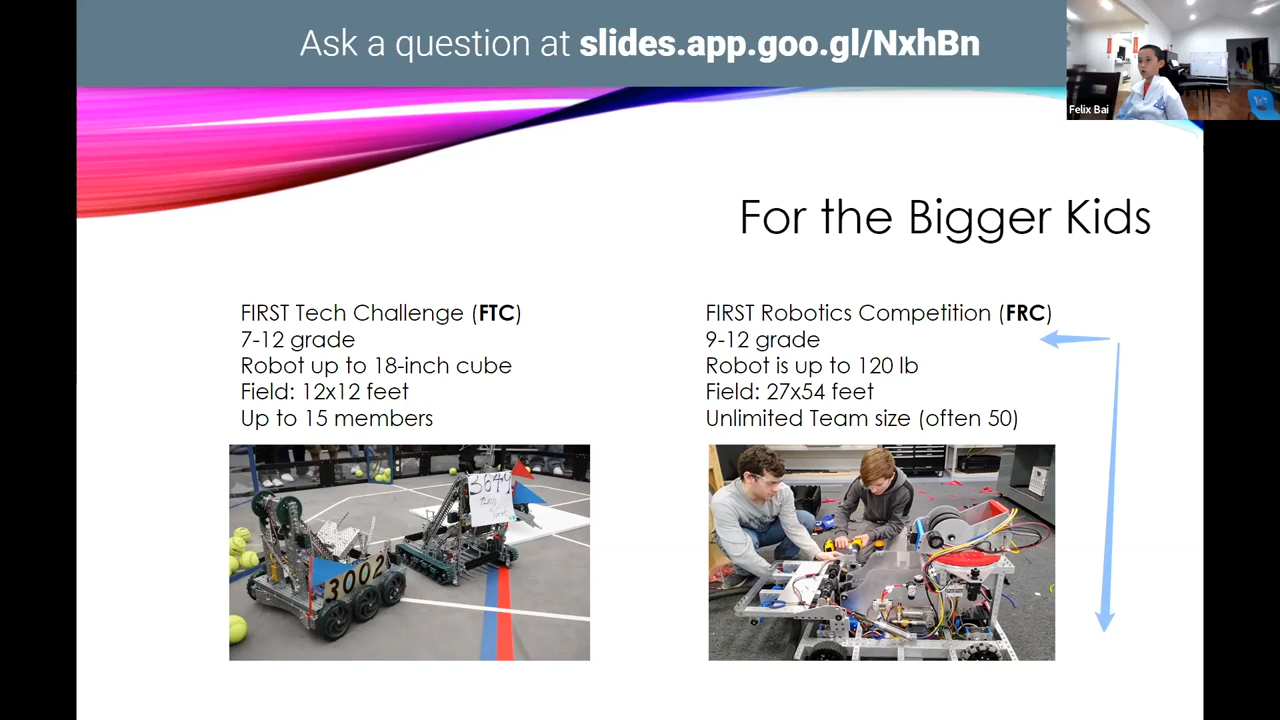 Ask a question at slides.app.goo.gl/NxhBn
Felix Bai
For the Bigger Kids
FIRST Tech Challenge (FTC)
7-12 grade
Robot up to 18-inch cube
Field: 12x12 feet
Up to 15 members
FIRST Robotics Competition (FRC)
9-12 grade
Robot is up to 120 lb
Field: 27x54 feet
Unlimited Team size (often 50)
3649
3002